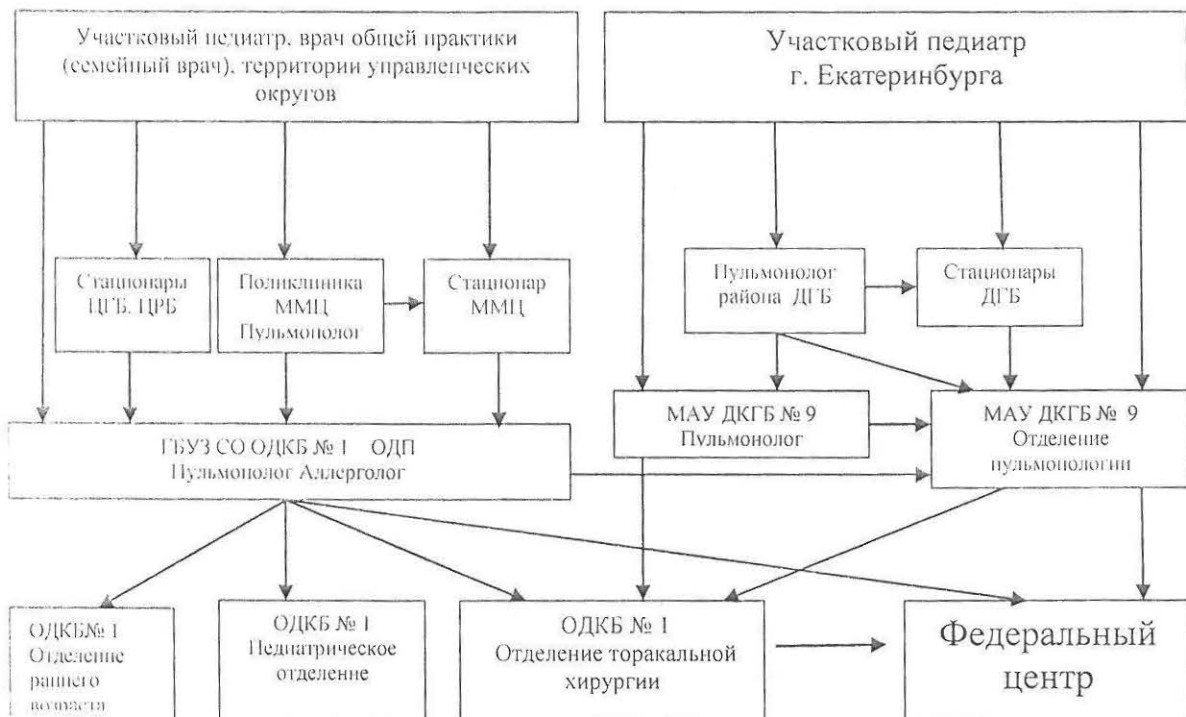 Участковый педиатр, врач общей практики
(семейный врач), территории управленческих
округов
Участковый педиатр
г. Екатеринбурга
Стационары
ЦГБ, ЦРБ
Поликлиника
ММЦ
Пульмонолог
Стационар
ММЦ
Пульмонолог
района ДГБ
Стационары
ДГБ
МАУ ДКГБ № 9
Пульмонолог
МАУ ДКГБ № 9
Отделение
пульмонологии
ГБУЗ СО ОДКБ № 1 ОДП
Пульмонолог Аллерголог
ОДКБ№ 1
Отделение
раннего
возраста
ОДКБ № 1
Педиатрическое
отделение
ОДКБ № 1
Отделение торакальной
хирургии
Федеральный
центр